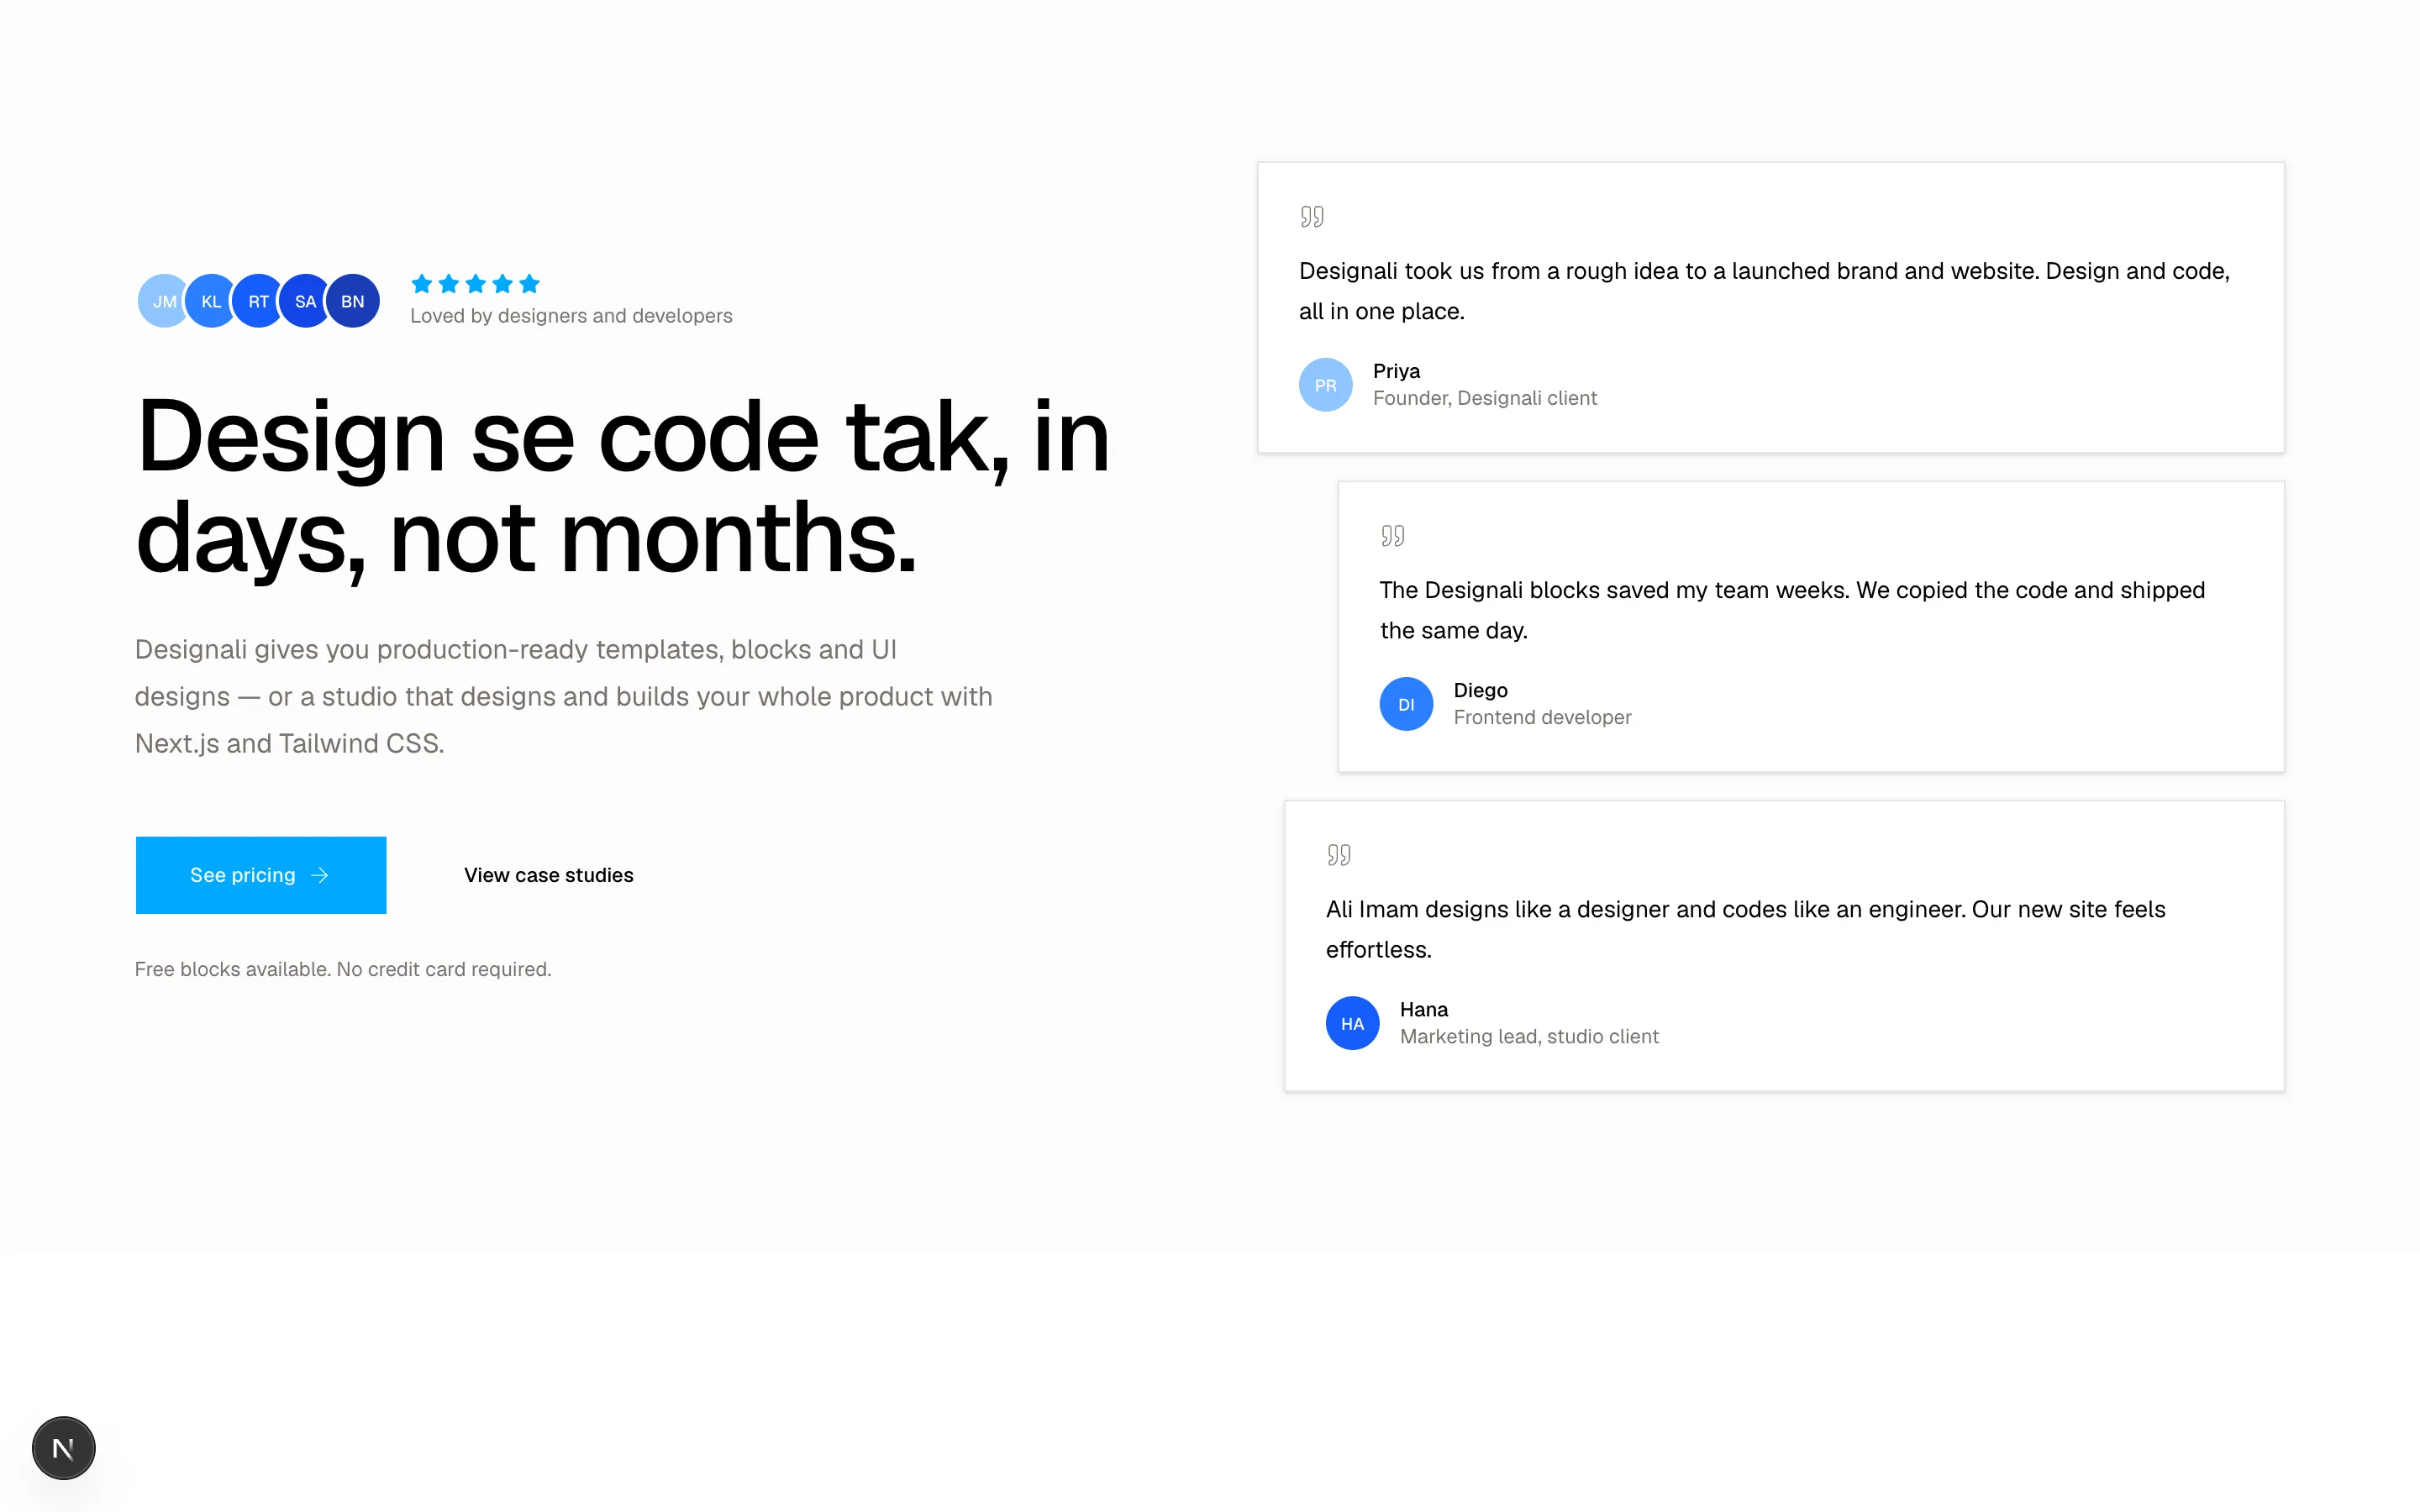 JM KL RT SA BN
Loved by designers and developers
Design se code tak, in
days, not months.
Designali gives you production-ready templates, blocks and UI
designs — or a studio that designs and builds your whole product with
Next.js and Tailwind CSS.
See pricing
View case studies
Free blocks available. No credit card required.
Designali took us from a rough idea to a launched brand and website. Design and code,
all in one place.
PR
Priya
Founder, Designali client
The Designali blocks saved my team weeks. We copied the code and shipped
the same day.
DI
Diego
Frontend developer
Ali Imam designs like a designer and codes like an engineer. Our new site feels
effortless.
HA
Hana
Marketing lead, studio client
N